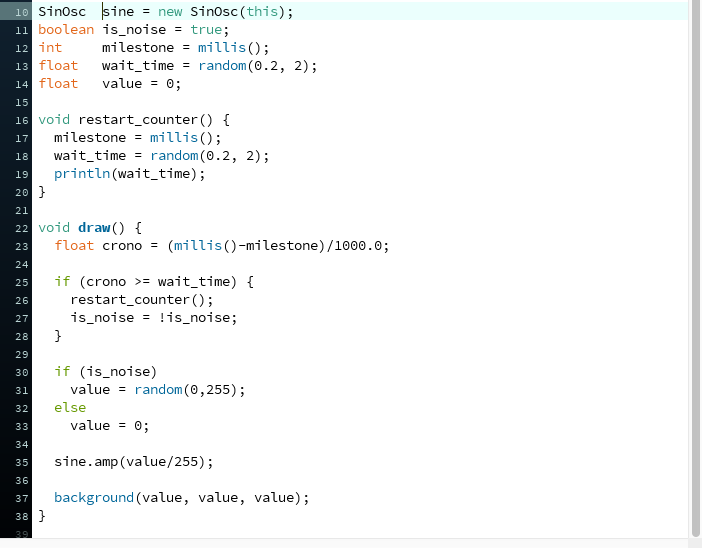 10 SinOsc  sine = new SinOsc(this);
11 boolean is_noise = true;
12 int     milestone = millis();
13 float   wait_time = random(0.2, 2);
14 float   value = 0;
15
16 void restart_counter() {
17   milestone = millis();
18   wait_time = random(0.2, 2);
19   println(wait_time);
20 }
21
22 void draw() {
23   float crono = (millis()-milestone)/1000.0;
24
25   if (crono >= wait_time) {
26     restart_counter();
27     is_noise = !is_noise;
28   }
29
30   if (is_noise)
31     value = random(0,255);
32   else
33     value = 0;
34
35   sine.amp(value/255);
36
37   background(value, value, value);
38 }
39